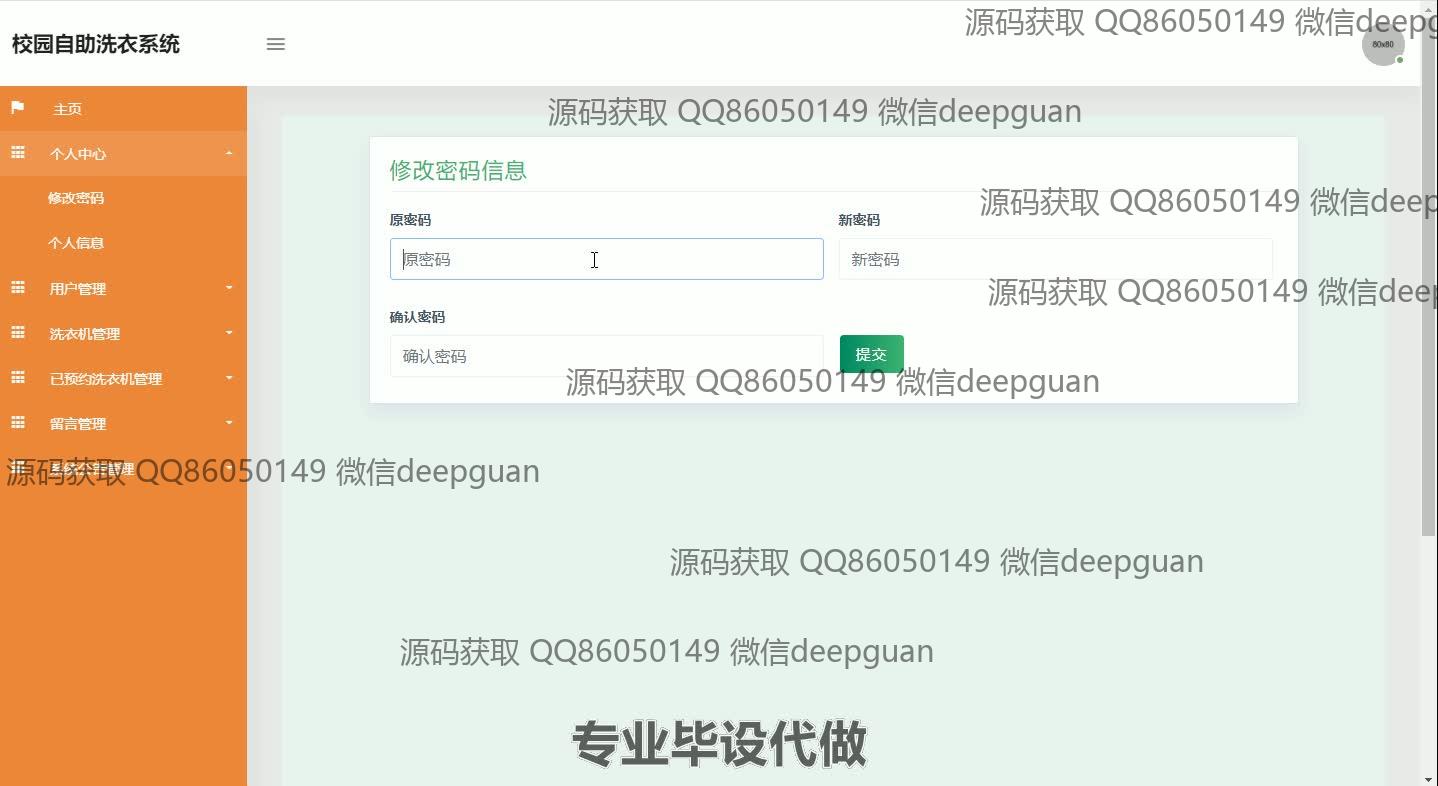 源码获取 QQ86050149 微信deepg
校园自助洗衣系统
80x80
主页
源码获取 QQ86050149 微信deepguan
个人中心
修改密码信息
修改密码
源码获取 QQ86050149 微信deep
原密码
新密码
个人信息
原密码
新密码
用户管理
源码获取 QQ86050149 微信deep
确认密码
洗衣机管理
确认密码
提交
已预约洗衣机管理
源码获取 QQ86050149 微信deepguan
留言管理
源码获取 QQ86050149 微信deepguan
源码获取 QQ86050149 微信deepguan
源码获取 QQ86050149 微信deepguan
专业毕设代做